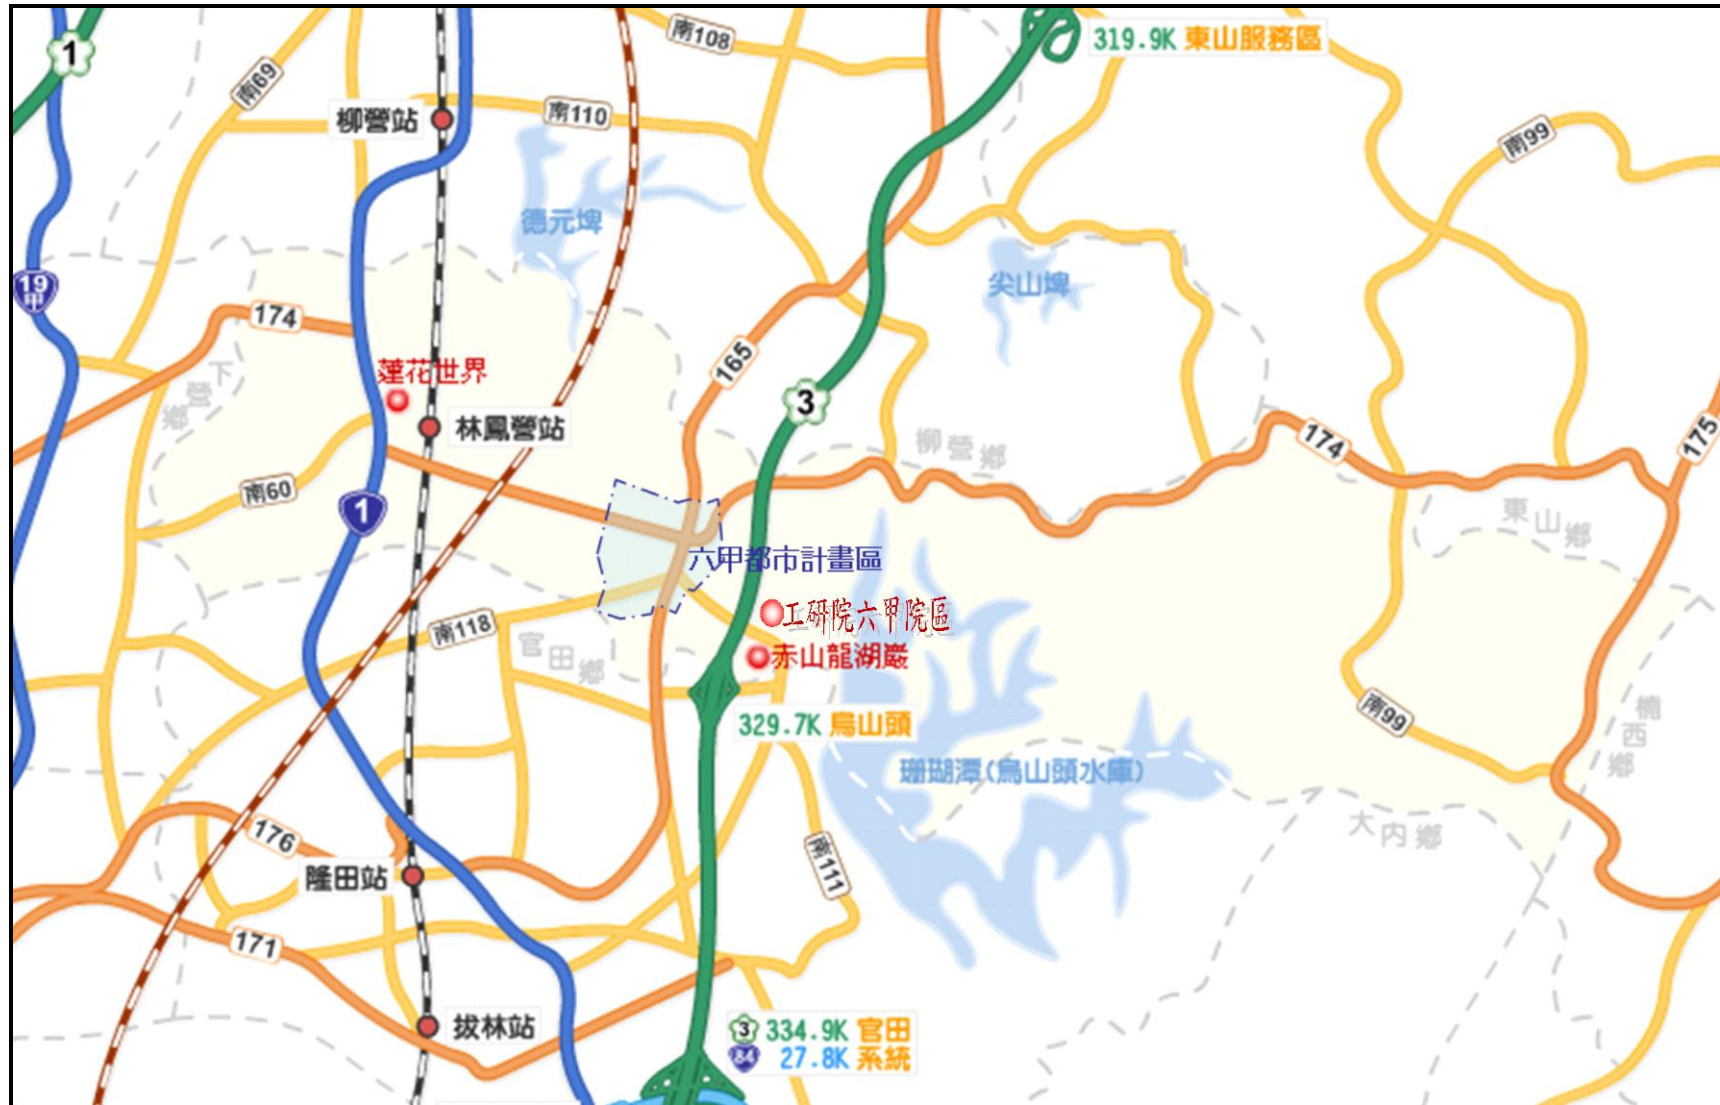 1
南108
319.9K 東山服務區
南69
柳營站
南110
南99
德元埤
19甲
尖山埤
174
165
蓮花世界
3
下營鄉
林鳳營站
柳營鄉
174
175
南60
1
東山鄉
六甲都市計畫區
工研院六甲院區
南118
官田鄉
赤山龍湖巖
329.7K 烏山頭
南99
楠西鄉
珊瑚潭(烏山頭水庫)
176
大內鄉
隆田站
南111
171
拔林站
3 334.9K 官田
84 27.8K 系統